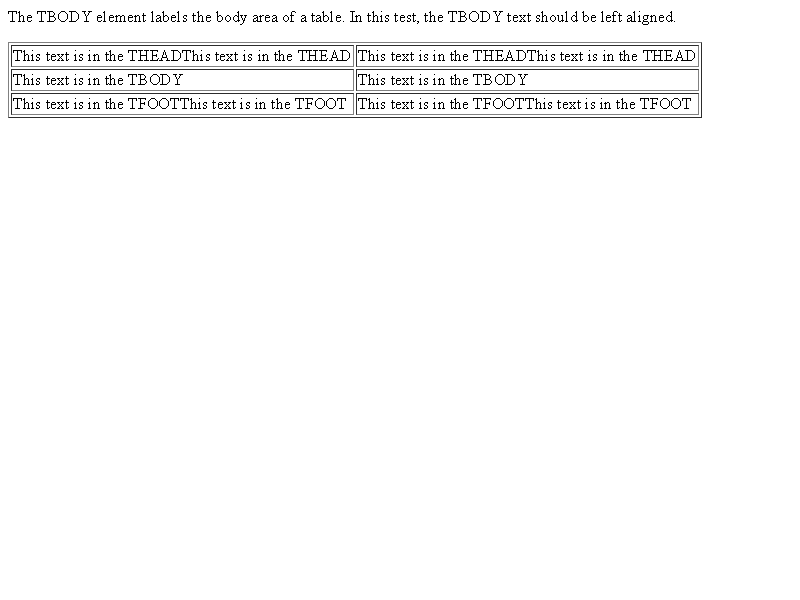 The TBODY element labels the body area of a table. In this test, the TBODY text should be left aligned.
This text is in the THEADThis text is in the THEAD This text is in the THEADThis text is in the THEAD
This text is in the TBODY This text is in the TBODY
This text is in the TFOOTThis text is in the TFOOT This text is in the TFOOTThis text is in the TFOOT